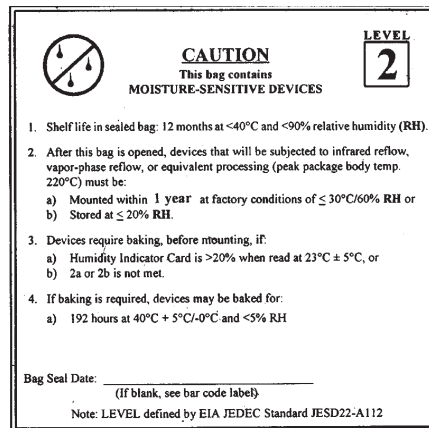 LEVEL
2
CAUTION
This bag contains
MOISTURE-SENSITIVE DEVICES
1. Shelf life in sealed bag: 12 months at <40°C and <90% relative humidity (RH).
2. After this bag is opened, devices that will be subjected to infrared reflow,
vapor-phase reflow, or equivalent processing (peak package body temp.
220°C) must be:
a) Mounted within 1 year at factory conditions of ≤ 30°C/60% RH or
b) Stored at ≤ 20% RH.
3. Devices require baking, before mounting, if:
a) Humidity Indicator Card is >20% when read at 23°C ± 5°C, or
b) 2a or 2b is not met.
4. If baking is required, devices may be baked for:
a) 192 hours at 40°C + 5°C/-0°C and <5% RH
Bag Seal Date:
(If blank, see bar code label)
Note: LEVEL defined by EIA JEDEC Standard JESD22-A112